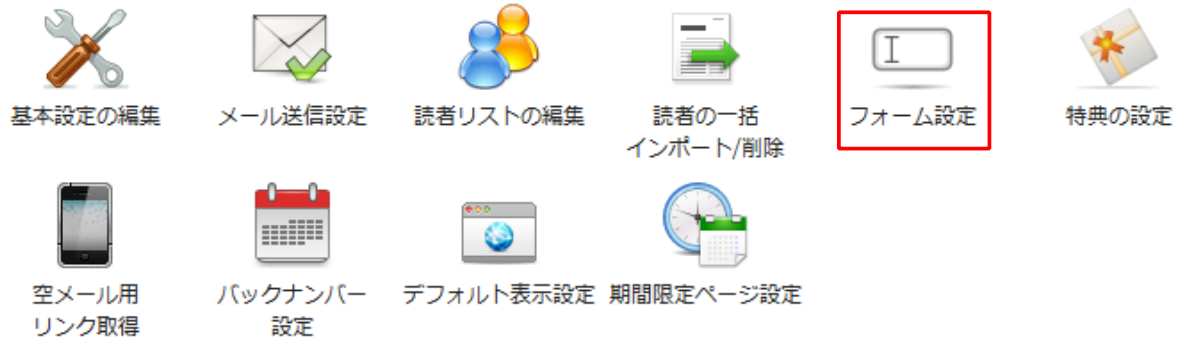 基本設定の編集
メール送信設定
読者リストの編集
読者の一括
インポート/削除
フォーム設定
特典の設定
空メール用
リンク取得
バックナンバー
設定
デフォルト表示設定
期間限定ページ設定